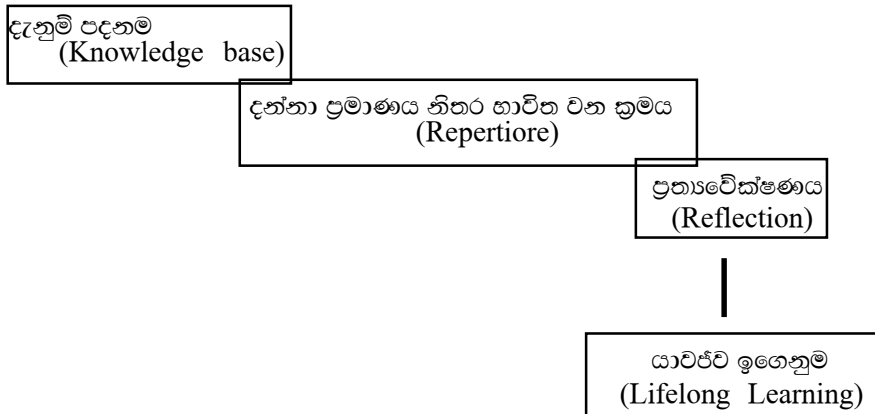 දැනුම් පදනම
(Knowledge base)
දන්නා ප්‍රමාණය නිතර භාවිත වන ක්‍රමය
(Repertiore)
ප්‍රත්‍යවේක්ෂණය
(Reflection)
යාවජ්ව ඉගෙනුම
(Lifelong Learning)